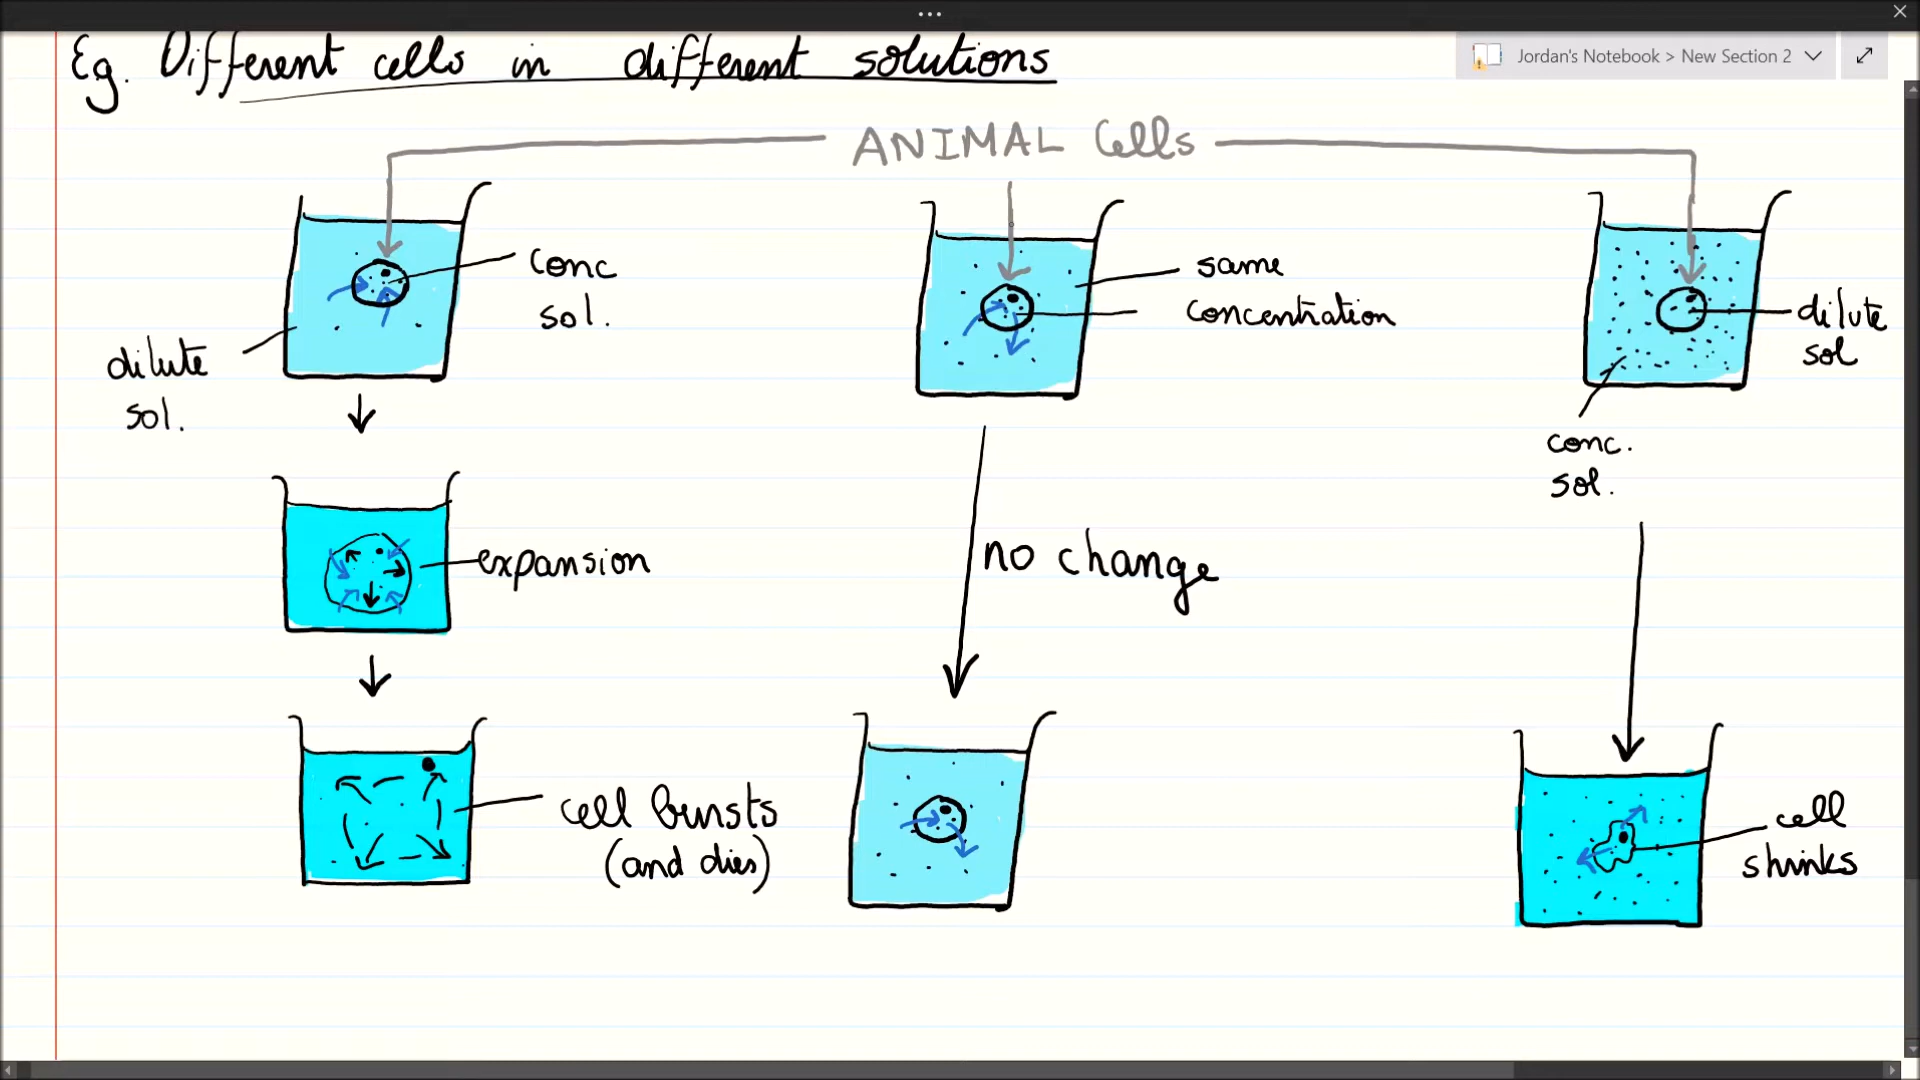 Jordan's Notebook > New Section 2
Eg. Different cells in different solutions
ANIMAL Cells
conc
sol.
dilute
sol.
same
concentration
dilute
sol
conc.
sol.
expansion
no change
cell bursts
(and dies)
cell
shrinks